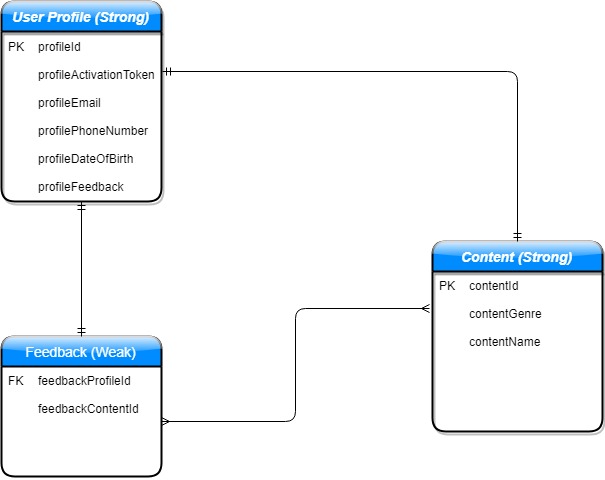 User Profile (Strong)
PK profileId
profileActivationToken
profileEmail
profilePhoneNumber
profileDateOfBirth
profileFeedback
Content (Strong)
PK contentId
contentGenre
contentName
Feedback (Weak)
FK feedbackProfileId
feedbackContentId